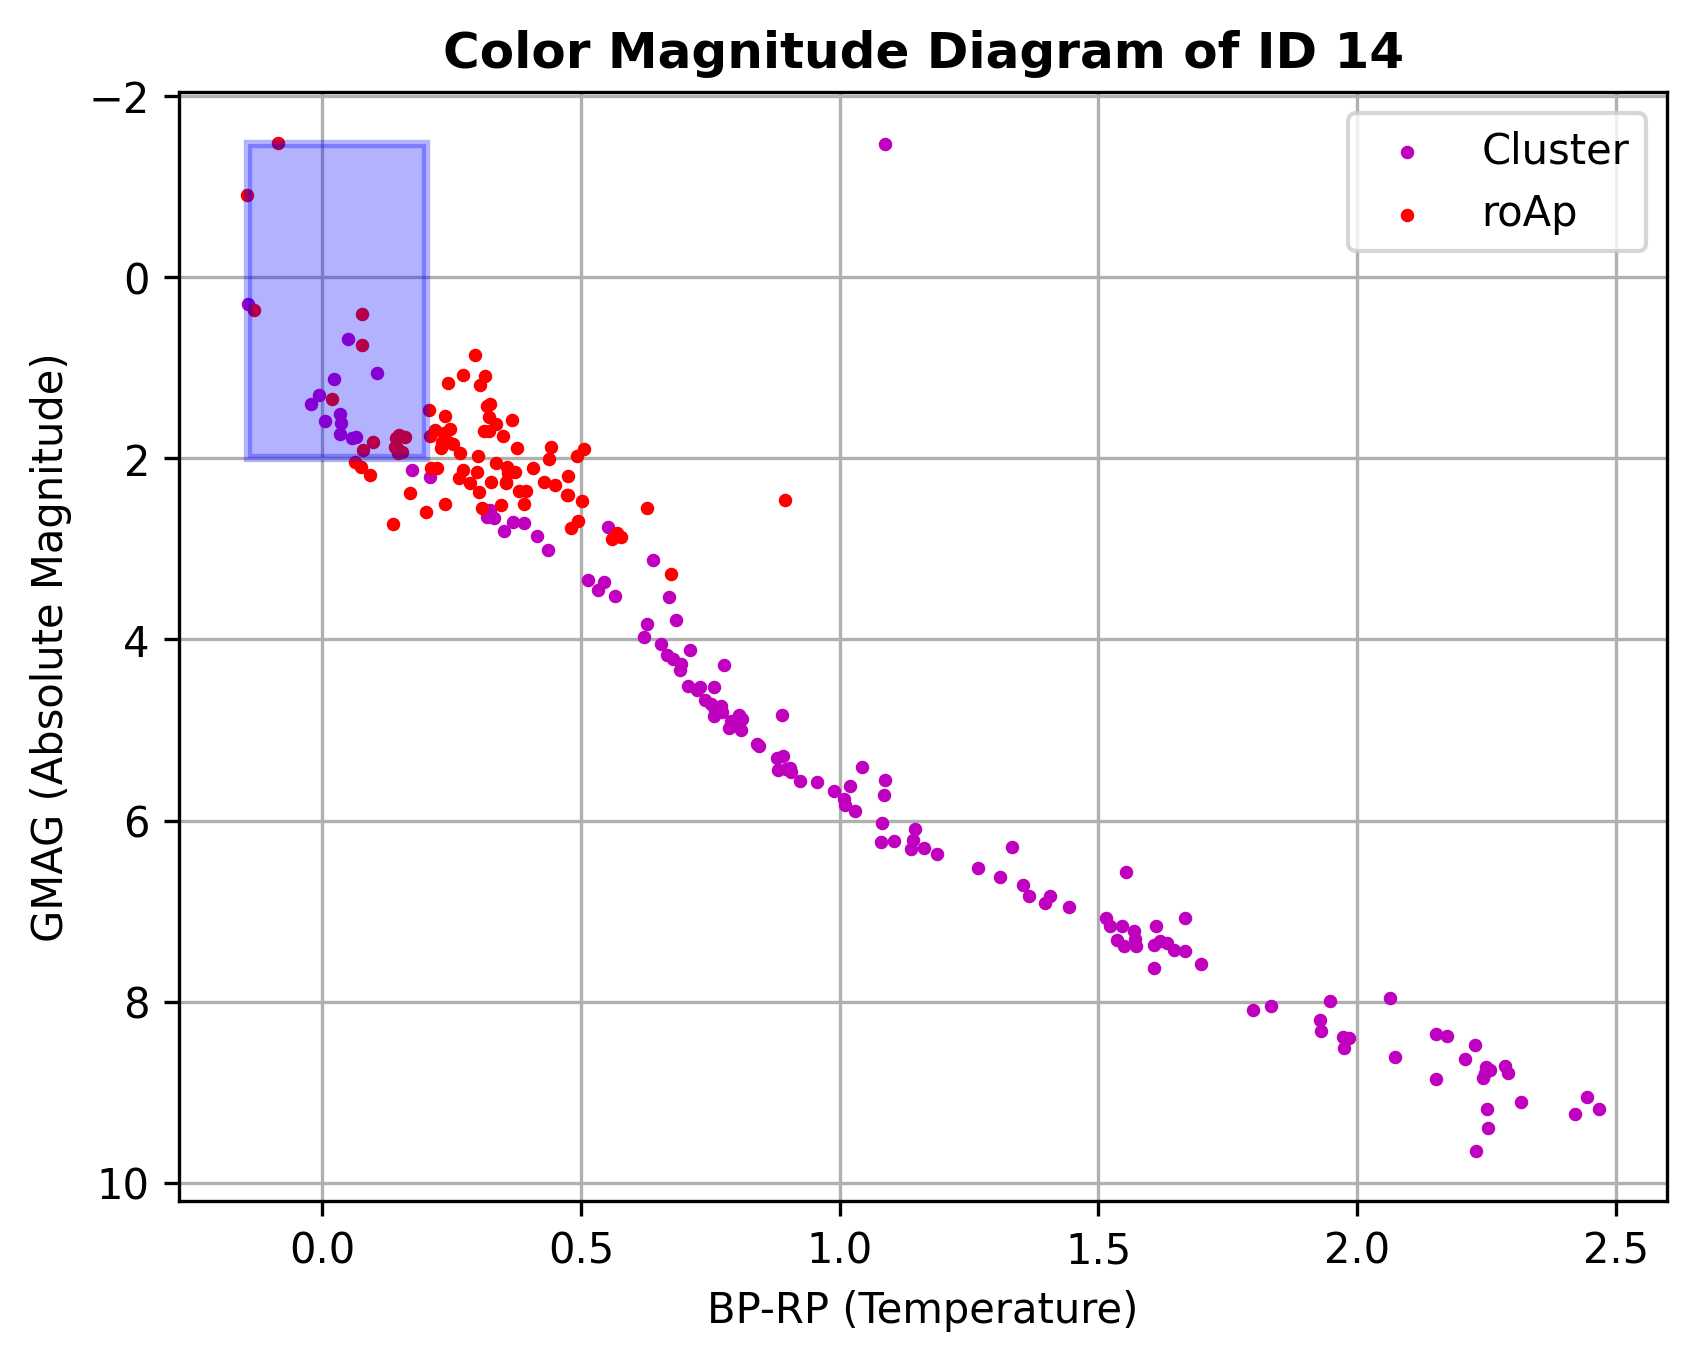 Color Magnitude Diagram of ID 14
Cluster
roAp
−2
0
2
4
6
8
10
GMAG (Absolute Magnitude)
0.0 0.5 1.0 1.5 2.0 2.5
BP-RP (Temperature)